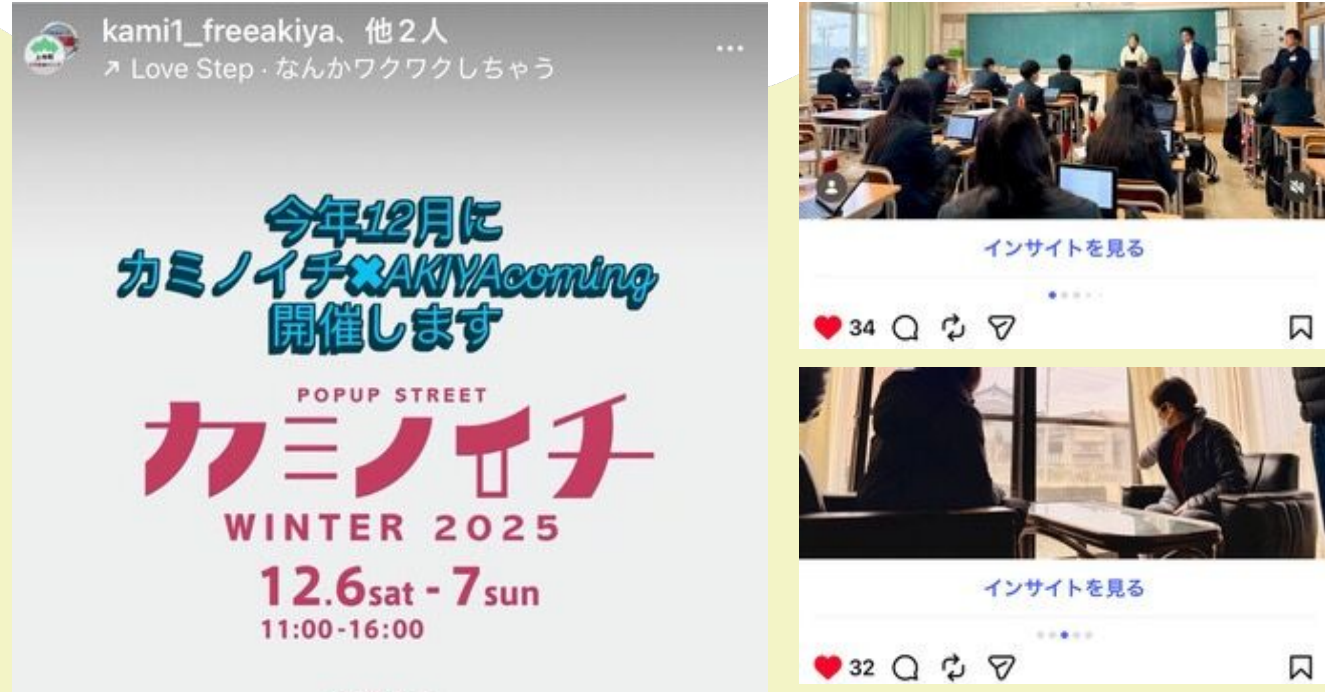 kami1_freeakiya、他2人
↗ Love Step · なんかワクワクしちゃう
今年12月に
カミノイチ✖AKIYAcoming
開催します
POPUP STREET
カミノイチ
WINTER 2025
12.6sat - 7sun
11:00-16:00
インサイトを見る
34
インサイトを見る
32